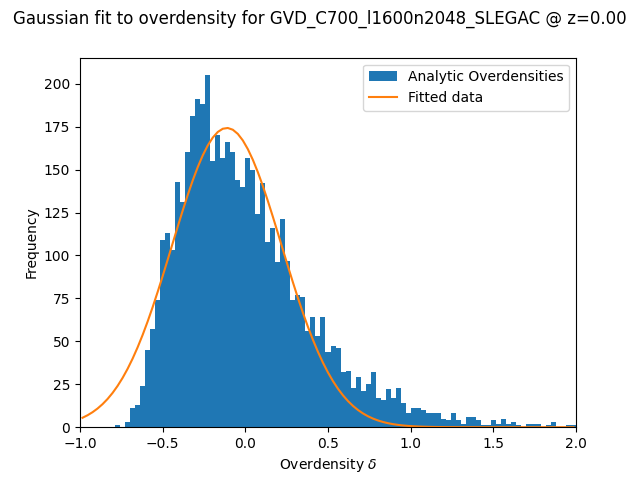 Gaussian fit to overdensity for GVD_C700_l1600n2048_SLEGAC @ z=0.00
Analytic Overdensities
Fitted data
Frequency
200
175
150
125
100
75
50
25
0
−1.0 −0.5 0.0 0.5 1.0 1.5 2.0
Overdensity δ